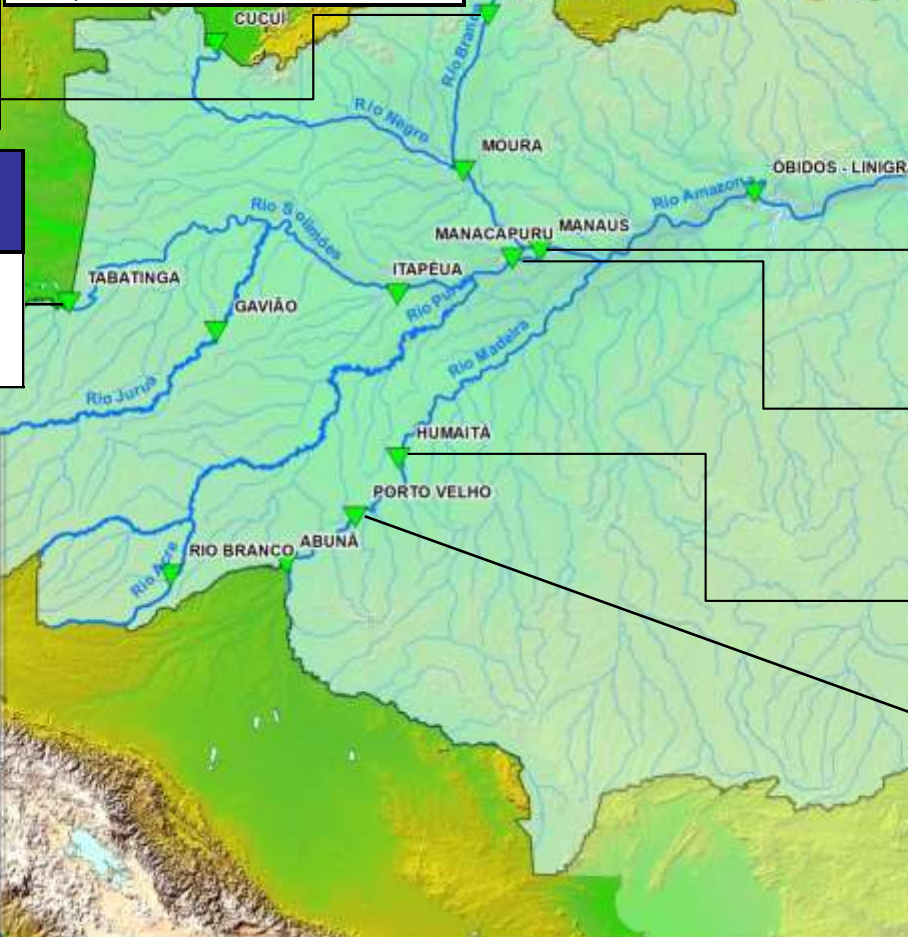 CUCUÍ
Rio Branco
Rio Negro
MOURA
ÓBIDOS - LINIGR
Rio Amazonas
Rio Solimões
MANACAPURU
MANAUS
ITAPÉUA
TABATINGA
GAVIÃO
Rio Purus
Rio Madeira
Rio Juruá
HUMAITÁ
PORTO VELHO
ABUNÃ
RIO BRANCO
Rio Acre